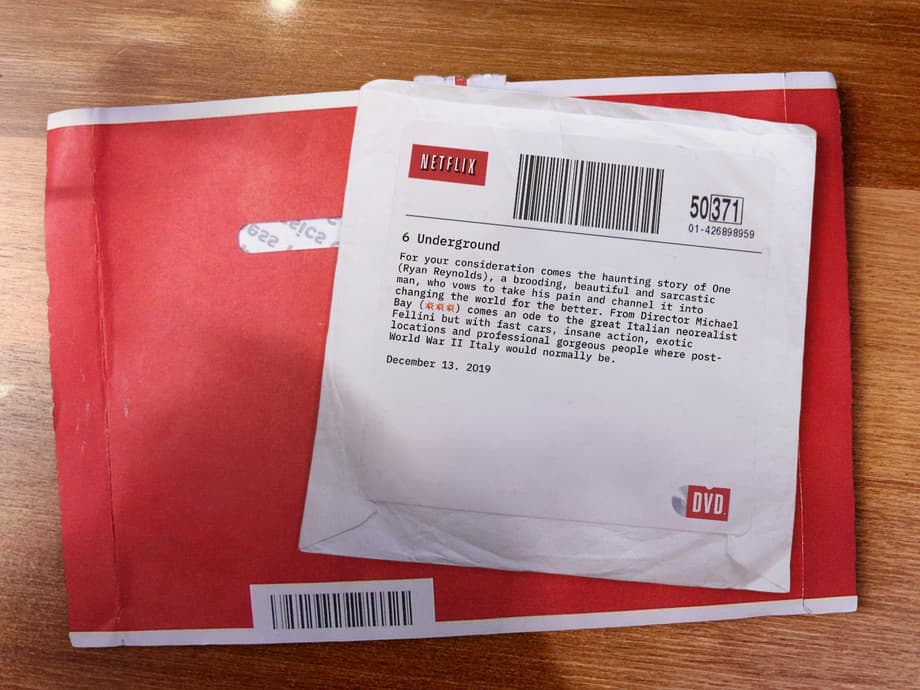 NETFLIX
50 371
01-426898959
6 Underground
For your consideration comes the haunting story of One
(Ryan Reynolds), a brooding, beautiful and sarcastic
man, who vows to take his pain and channel it into
changing the world for the better. From Director Michael
Bay (💥💥💥) comes an ode to the great Italian neorealist
Fellini but with fast cars, insane action, exotic
locations and professional gorgeous people where post-
World War II Italy would normally be.
December 13, 2019
DVD.